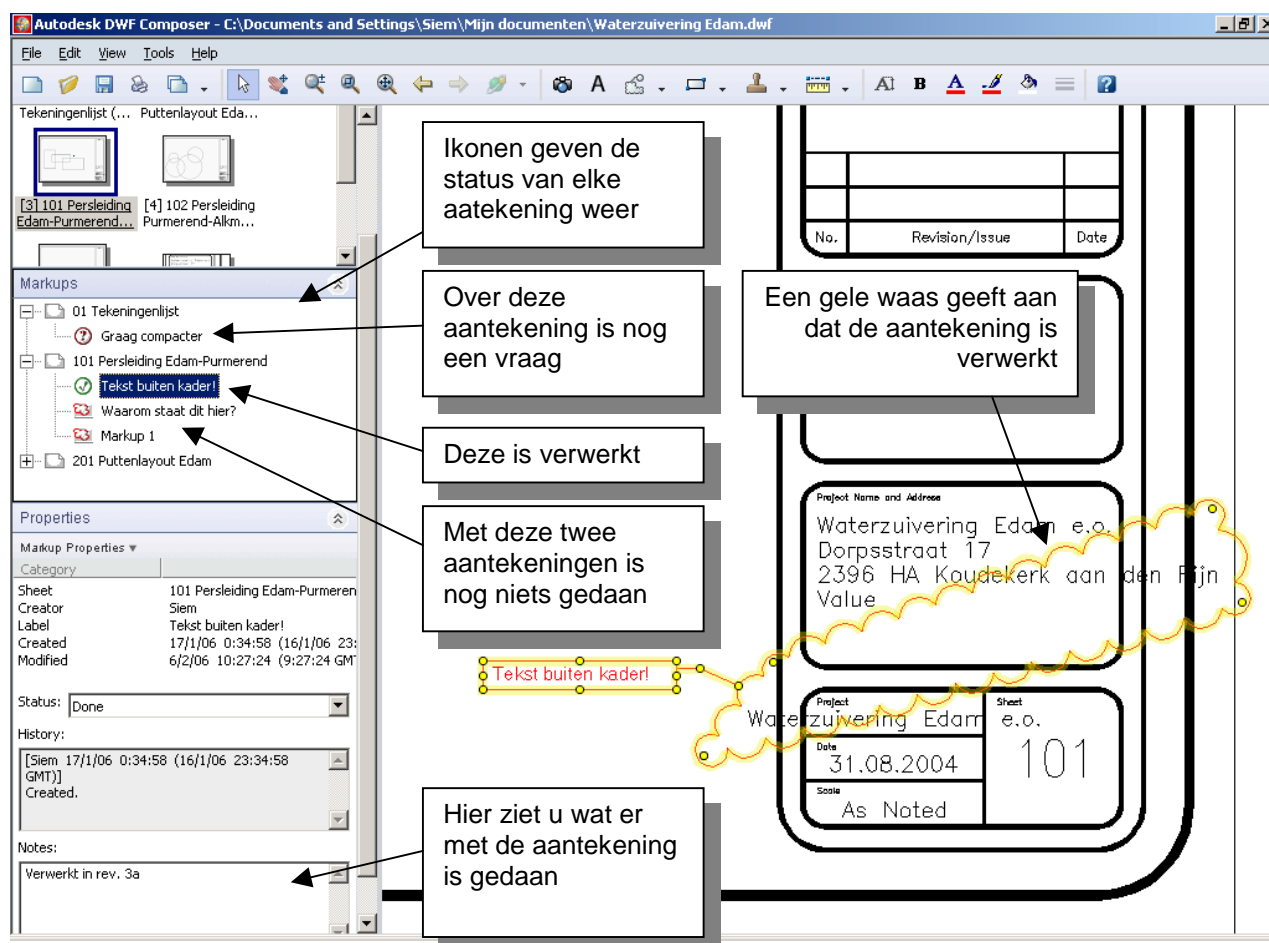 Autodesk DWF Composer - C:\Documents and Settings\Siem\Mijn documenten\Waterzuivering Edam.dwf
File Edit View Tools Help
A AI B A
Tekeningenlijst (... Puttenlayout Eda...
[3] 101 Persleiding
Edam-Purmerend...
[4] 102 Persleiding
Purmerend-Alkm...
Markups
01 Tekeningenlijst
Graag compacter
101 Persleiding Edam-Purmerend
Tekst buiten kader!
Waarom staat dit hier?
Markup 1
201 Puttenlayout Edam
Properties
Markup Properties
Category
Sheet 101 Persleiding Edam-Purmeren
Creator Siem
Label Tekst buiten kader!
Created 17/1/06 0:34:58 (16/1/06 23:
Modified 6/2/06 10:27:24 (9:27:24 GMT
Status: Done
History:
[Siem 17/1/06 0:34:58 (16/1/06 23:34:58
GMT)]
Created.
Notes:
Verwerkt in rev. 3a
Ikonen geven de
status van elke
aatekening weer
Over deze
aantekening is nog
een vraag
Deze is verwerkt
Met deze twee
aantekeningen is
nog niets gedaan
Hier ziet u wat er
met de aantekening
is gedaan
Een gele waas geeft aan
dat de aantekening is
verwerkt
No. Revision/Issue Date
Project Name and Address
Waterzuivering Edam e.o.
Dorpsstraat 17
2396 HA Koudekerk aan den Rijn
Value
Tekst buiten kader!
Project
Waterzuivering Edam e.o.
Sheet
101
Date
31.08.2004
Scale
As Noted